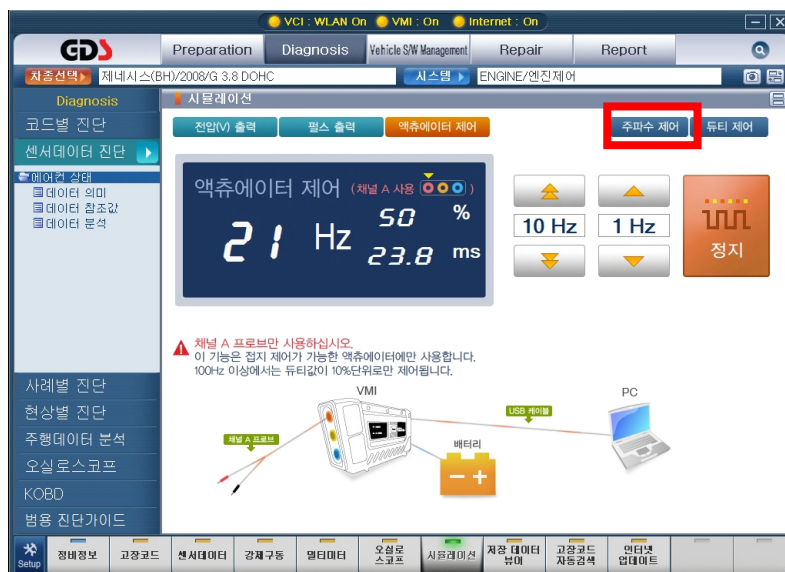 VCI : WLAN On VMI : On Internet : On
GDS Preparation Diagnosis Vehicle S/W Management Repair Report
차종선택 제네시스(BH)/2008/G 3.8 DOHC 시스템 ENGINE/엔진제어
Diagnosis
코드별 진단
센서데이터 진단
에어컨 상태
데이터 의미
데이터 참조값
데이터 분석
사례별 진단
현상별 진단
주행데이터 분석
오실로스코프
KOBD
범용 진단가이드
시뮬레이션
전압(V) 출력 펄스 출력 액츄에이터 제어 주파수 제어 듀티 제어
액츄에이터 제어 (채널 A 사용 )
21 Hz 50 %
23.8 ms
10 Hz 1 Hz
정지
채널 A 프로브만 사용하십시오.
이 기능은 접지 제어가 가능한 액츄에이터에만 사용합니다.
100Hz 이상에서는 듀티값이 10%단위로만 제어됩니다.
VMI PC
USB 케이블
채널 A 프로브
배터리
Setup 정비정보 고장코드 센서데이터 강제구동 멀티미터 오실로스코프 시뮬레이션 저장 데이터 뷰어 고장코드 자동검색 인터넷 업데이트